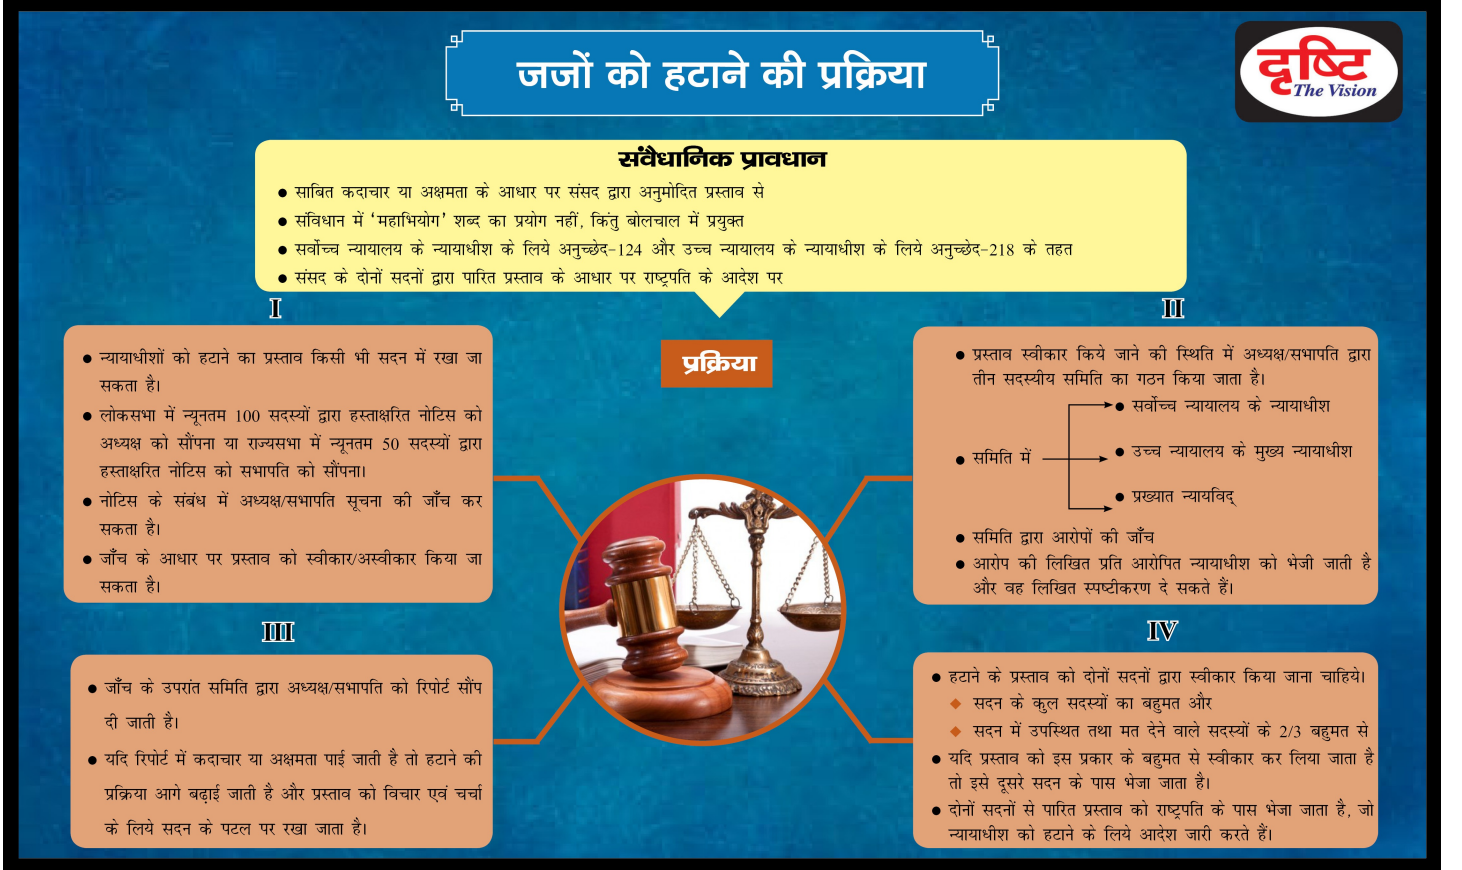 जजों को हटाने की प्रक्रिया
दृष्टि
The Vision
संवैधानिक प्रावधान
● साबित कदाचार या अक्षमता के आधार पर संसद द्वारा अनुमोदित प्रस्ताव से
● संविधान में ‘महाभियोग’ शब्द का प्रयोग नहीं, किंतु बोलचाल में प्रयुक्त
● सर्वोच्च न्यायालय के न्यायाधीश के लिये अनुच्छेद-124 और उच्च न्यायालय के न्यायाधीश के लिये अनुच्छेद-218 के तहत
● संसद के दोनों सदनों द्वारा पारित प्रस्ताव के आधार पर राष्ट्रपति के आदेश पर
प्रक्रिया
I
● न्यायाधीशों को हटाने का प्रस्ताव किसी भी सदन में रखा जा
सकता है।
● लोकसभा में न्यूनतम 100 सदस्यों द्वारा हस्ताक्षरित नोटिस को
अध्यक्ष को सौंपना या राज्यसभा में न्यूनतम 50 सदस्यों द्वारा
हस्ताक्षरित नोटिस को सभापति को सौंपना।
● नोटिस के संबंध में अध्यक्ष/सभापति सूचना की जाँच कर
सकता है।
● जाँच के आधार पर प्रस्ताव को स्वीकार/अस्वीकार किया जा
सकता है।
II
● प्रस्ताव स्वीकार किये जाने की स्थिति में अध्यक्ष/सभापति द्वारा
तीन सदस्यीय समिति का गठन किया जाता है।
● समिति में
● सर्वोच्च न्यायालय के न्यायाधीश
● उच्च न्यायालय के मुख्य न्यायाधीश
● प्रख्यात न्यायविद्
● समिति द्वारा आरोपों की जाँच
● आरोप की लिखित प्रति आरोपित न्यायाधीश को भेजी जाती है
और वह लिखित स्पष्टीकरण दे सकते हैं।
III
● जाँच के उपरांत समिति द्वारा अध्यक्ष/सभापति को रिपोर्ट सौंप
दी जाती है।
● यदि रिपोर्ट में कदाचार या अक्षमता पाई जाती है तो हटाने की
प्रक्रिया आगे बढ़ाई जाती है और प्रस्ताव को विचार एवं चर्चा
के लिये सदन के पटल पर रखा जाता है।
IV
● हटाने के प्रस्ताव को दोनों सदनों द्वारा स्वीकार किया जाना चाहिये।
◆ सदन के कुल सदस्यों का बहुमत और
◆ सदन में उपस्थित तथा मत देने वाले सदस्यों के 2/3 बहुमत से
● यदि प्रस्ताव को इस प्रकार के बहुमत से स्वीकार कर लिया जाता है
तो इसे दूसरे सदन के पास भेजा जाता है।
● दोनों सदनों से पारित प्रस्ताव को राष्ट्रपति के पास भेजा जाता है, जो
न्यायाधीश को हटाने के लिये आदेश जारी करते हैं।